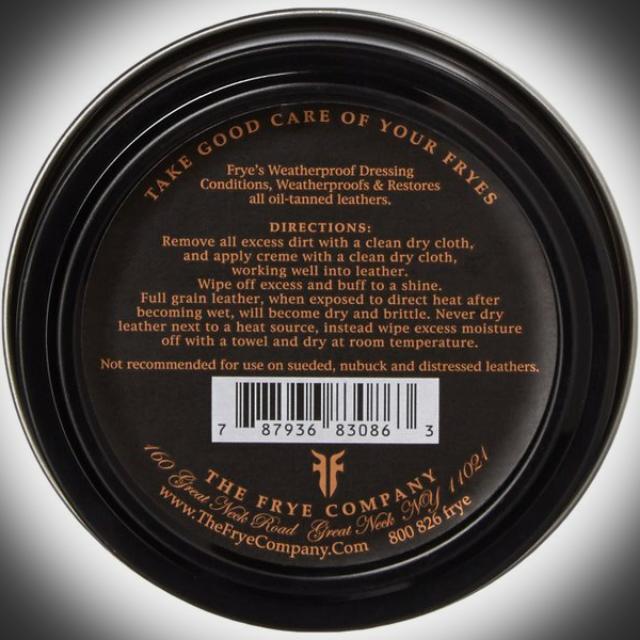 TAKE GOOD CARE OF YOUR FRYES
Frye's Weatherproof Dressing
Conditions, Weatherproofs & Restores
all oil-tanned leathers.
DIRECTIONS:
Remove all excess dirt with a clean dry cloth,
and apply creme with a clean dry cloth,
working well into leather.
Wipe off excess and buff to a shine.
Full grain leather, when exposed to direct heat after
becoming wet, will become dry and brittle. Never dry
leather next to a heat source, instead wipe excess moisture
off with a towel and dry at room temperature.
Not recommended for use on sueded, nubuck and distressed leathers.
7 87936 83086 3
THE FRYE COMPANY
160 Great Neck Road Great Neck NY 11021
www.TheFryeCompany.Com 800 826 frye